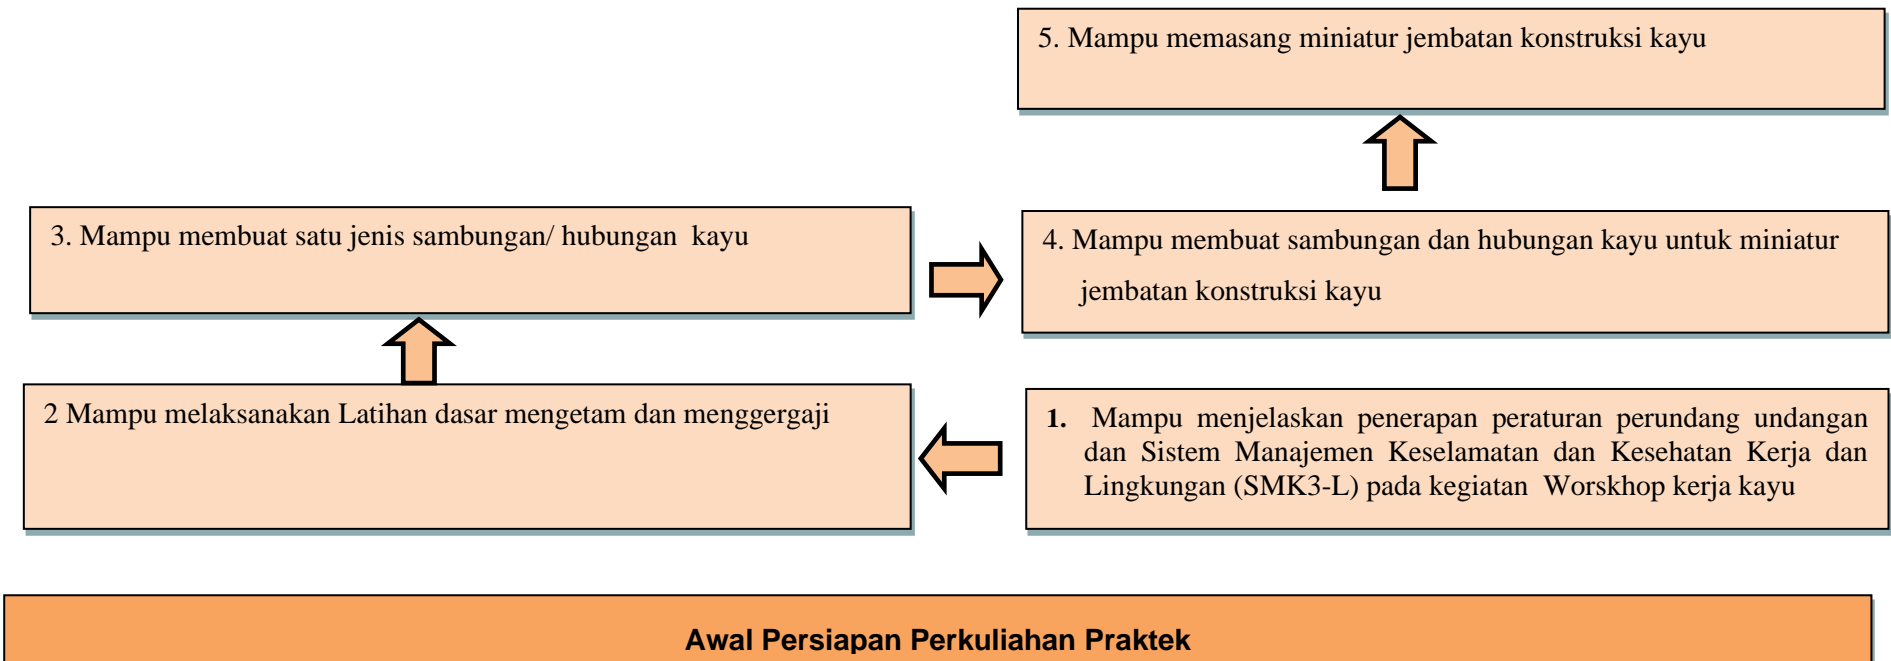 5. Mampu memasang miniatur jembatan konstruksi kayu
3. Mampu membuat satu jenis sambungan/ hubungan  kayu
4. Mampu membuat sambungan dan hubungan kayu untuk miniatur
jembatan konstruksi kayu
2 Mampu melaksanakan Latihan dasar mengetam dan menggergaji
1. Mampu menjelaskan penerapan peraturan perundang undangan
dan Sistem Manajemen Keselamatan dan Kesehatan Kerja dan
Lingkungan (SMK3-L) pada kegiatan  Worskhop kerja kayu
Awal Persiapan Perkuliahan Praktek